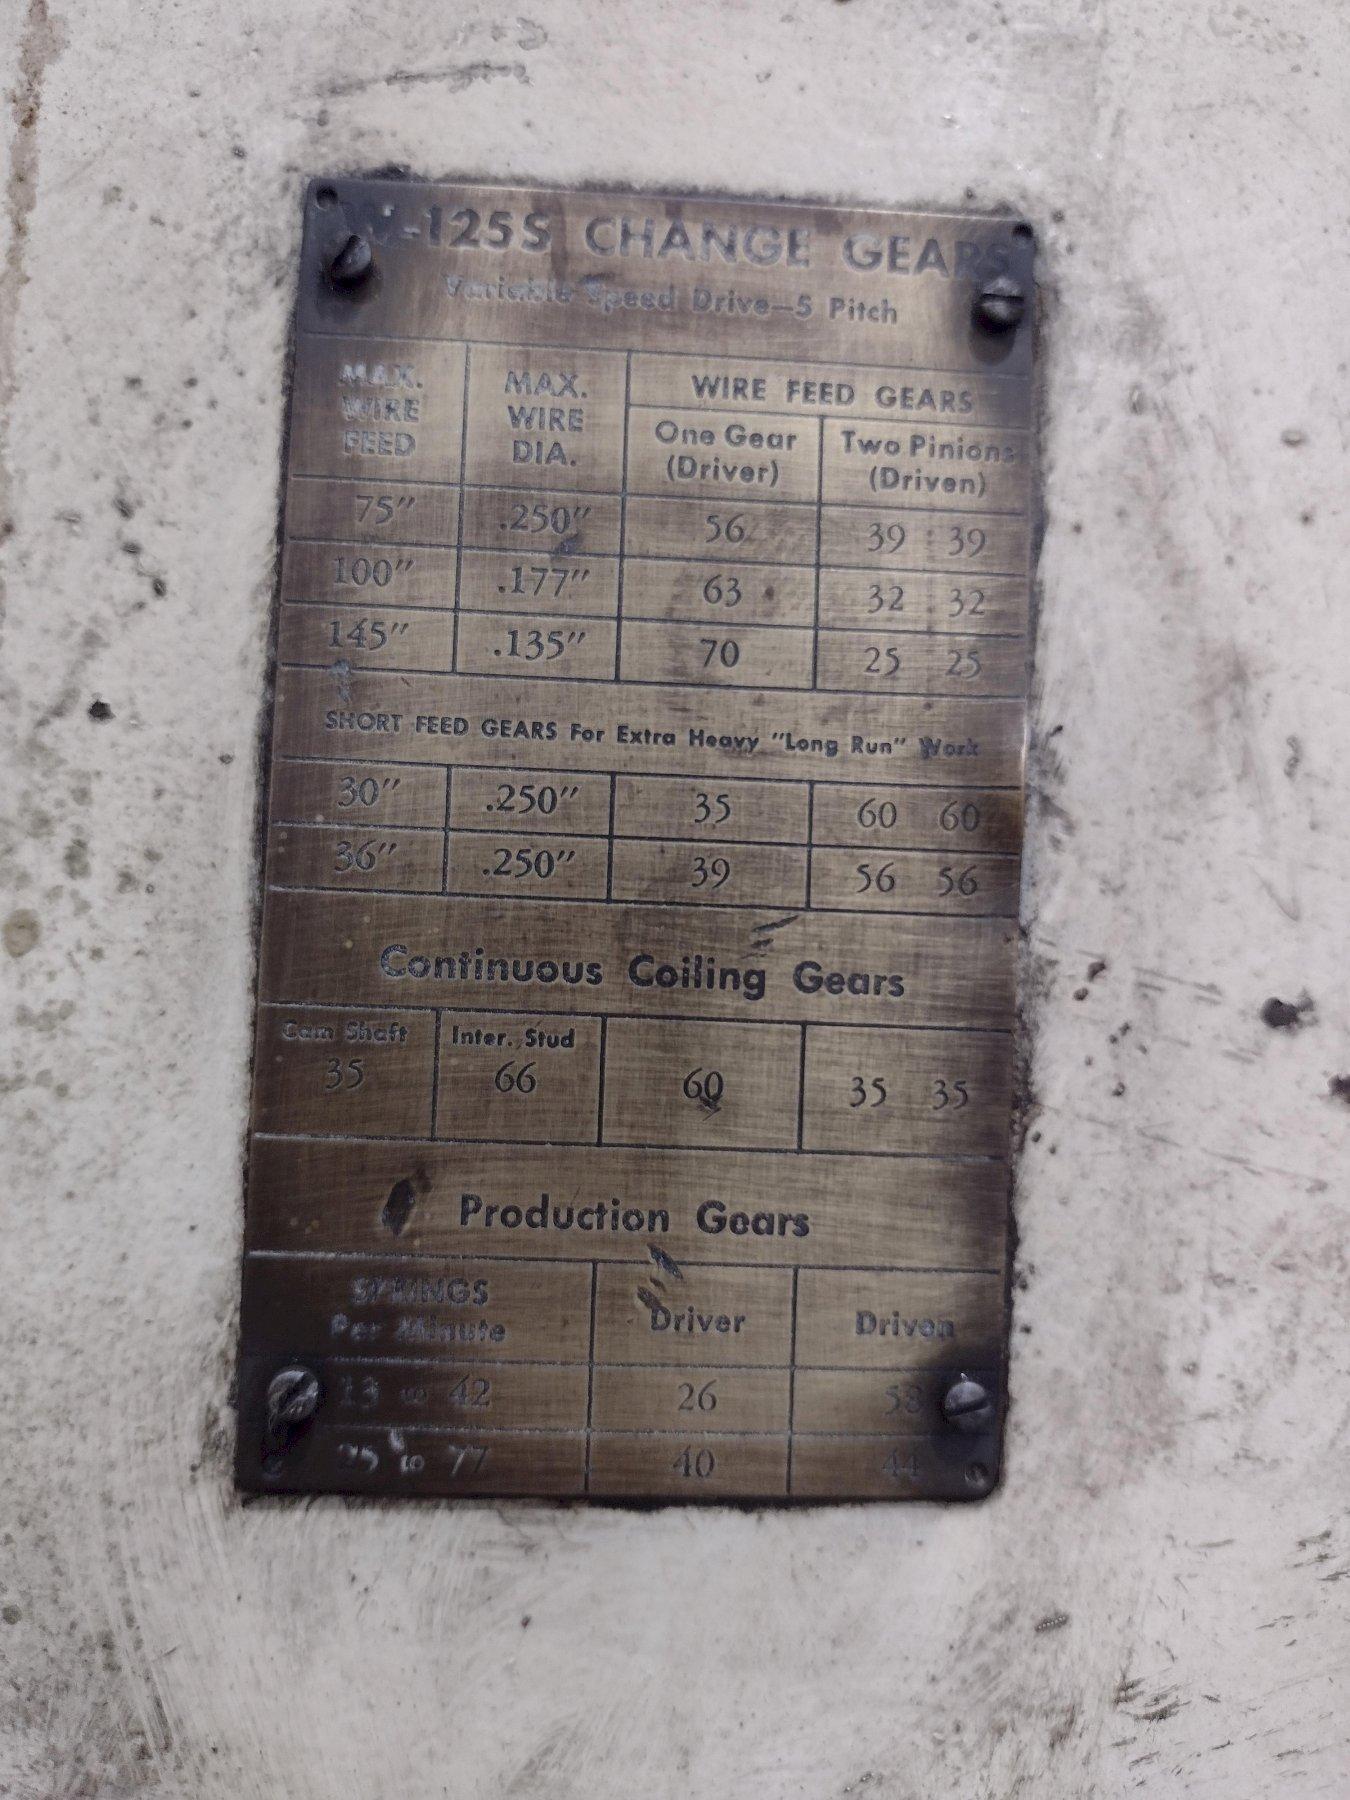 -125S CHANGE GEARS
Variable Speed Drive—5 Pitch
MAX. WIRE FEED
MAX. WIRE DIA.
WIRE FEED GEARS
One Gear (Driver)
Two Pinions (Driven)
75" .250" 56 39 39
100" .177" 63 32 32
145" .135" 70 25 25
SHORT FEED GEARS For Extra Heavy "Long Run" Work
30" .250" 35 60 60
36" .250" 39 56 56
Continuous Coiling Gears
Cam Shaft Inter. Stud
35 66 60 35 35
Production Gears
SPRINGS Per Minute
Driver Driven
13 to 42 26 58
25 to 77 40 44